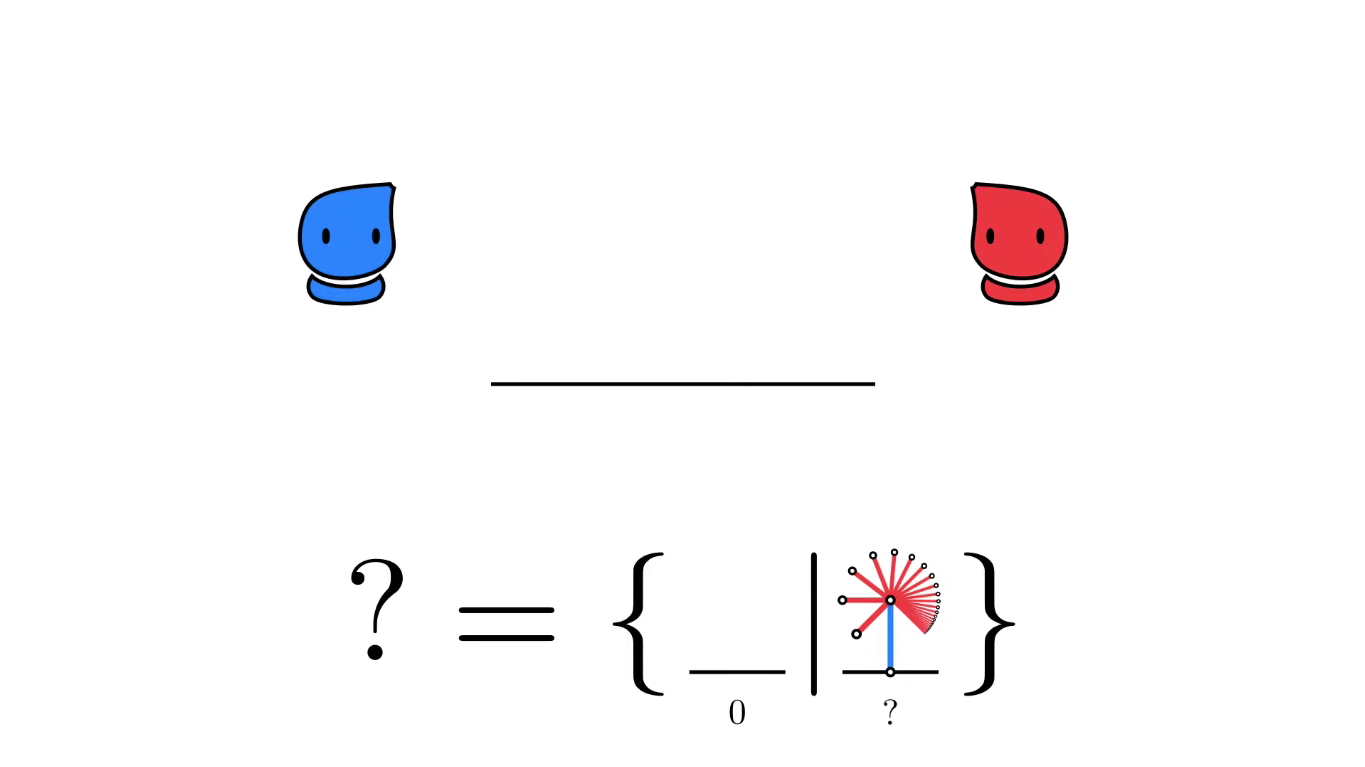 ? = { | }
0 ?